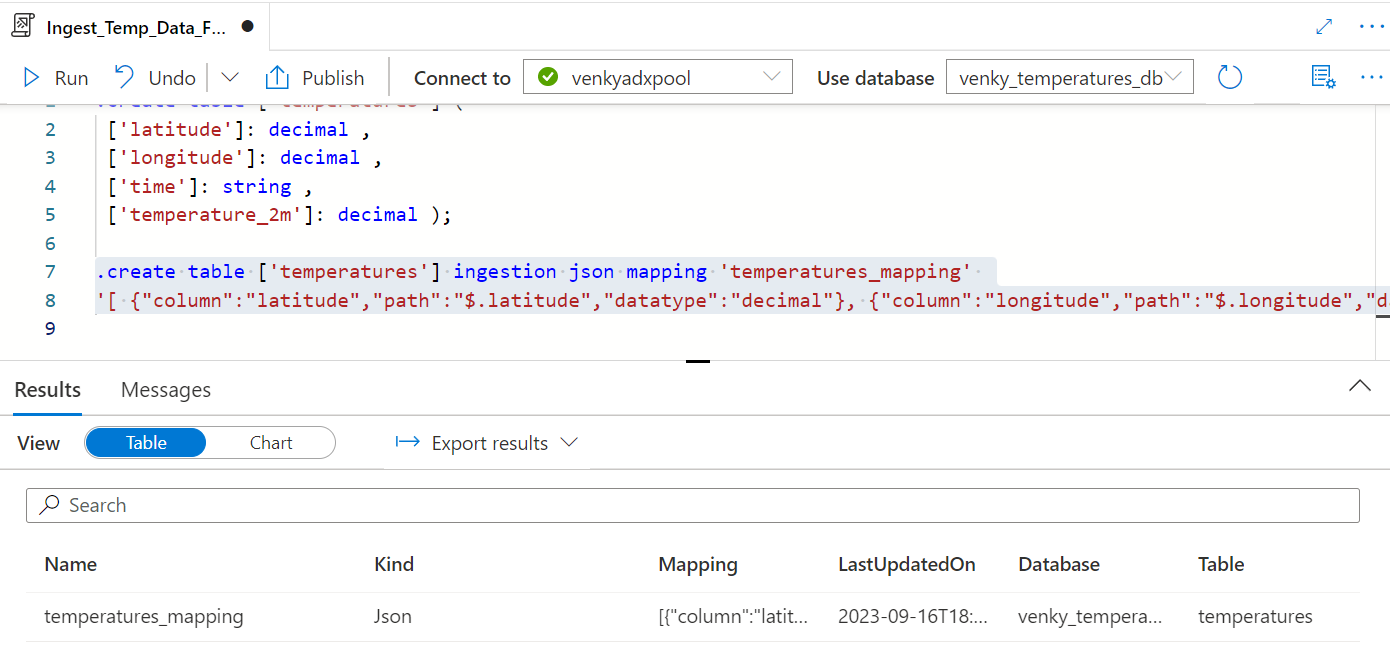 Ingest_Temp_Data_F...
Run Undo Publish Connect to venkyadxpool Use database venky_temperatures_db
2 ['latitude']: decimal ,
3 ['longitude']: decimal ,
4 ['time']: string ,
5 ['temperature_2m']: decimal );
6
7 .create table ['temperatures'] ingestion json mapping 'temperatures_mapping'
8 '[ {"column":"latitude","path":"$.latitude","datatype":"decimal"}, {"column":"longitude","path":"$.longitude","d
9
Results Messages
View Table Chart Export results
Search
Name Kind Mapping LastUpdatedOn Database Table
temperatures_mapping Json [{"column":"latit... 2023-09-16T18:... venky_tempera... temperatures